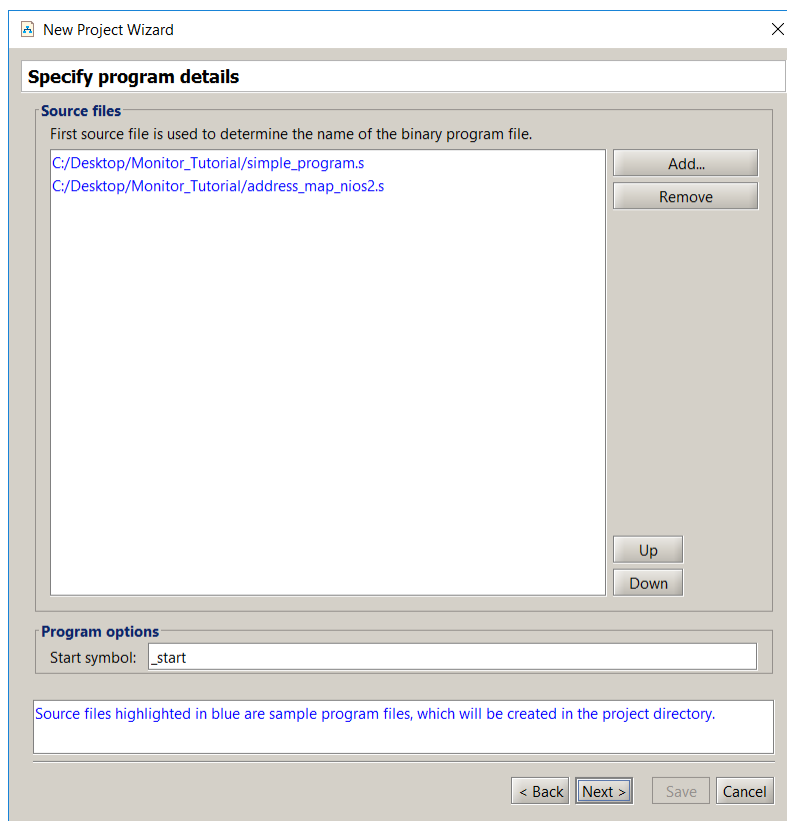 New Project Wizard
Specify program details
Source files
First source file is used to determine the name of the binary program file.
C:/Desktop/Monitor_Tutorial/simple_program.s
C:/Desktop/Monitor_Tutorial/address_map_nios2.s
Add...
Remove
Up
Down
Program options
Start symbol: _start
Source files highlighted in blue are sample program files, which will be created in the project directory.
< Back Next > Save Cancel